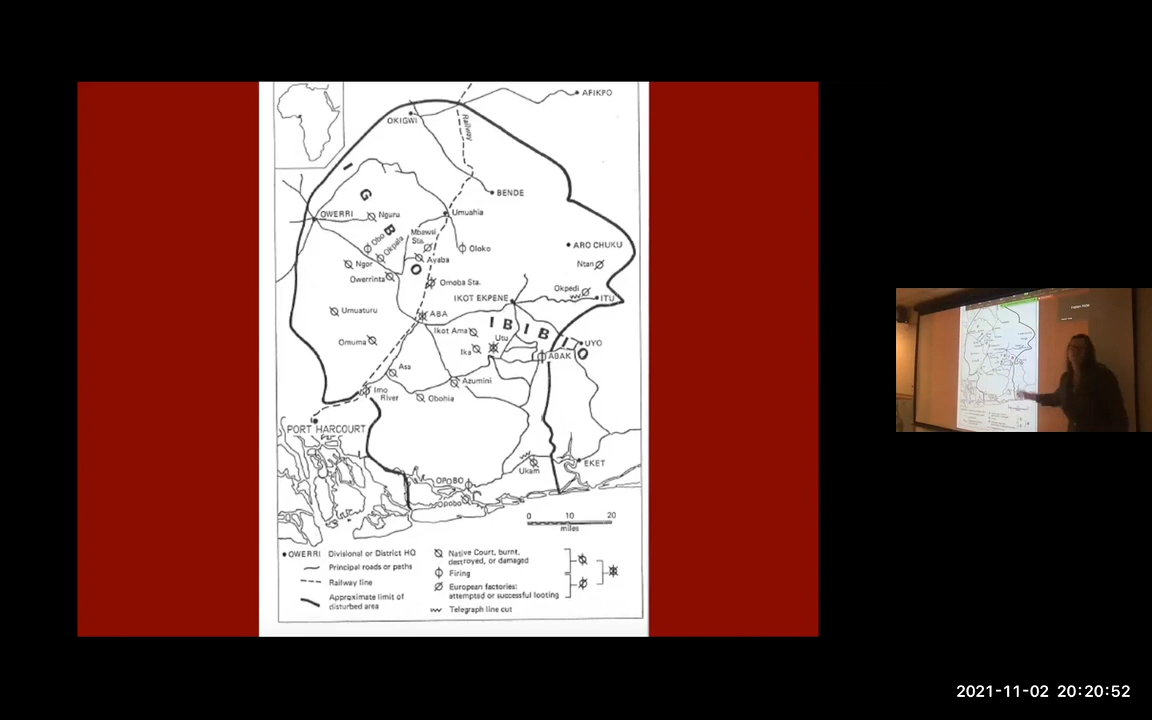 AFIKPO
OKIGWI
Railway
I
BENDE
G
OWERRI
Nguru
Umuahia
B
Obo
Okpala
Mbawsi
Sta.
Oloko
ARO CHUKU
Ngor
Ayaba
Ntan
O
Owerrinta
Omoba Sta.
Okpedi
IKOT EKPENE
ITU
Umuaturu
ABA
IBIBIO
Ikot Ama
Utu
Omuma
Ika
UYO
ABAK
Asa
Azumini
Imo
River
Obohia
PORT HARCOURT
EKET
Ukam
OPOBO
Opobo
0 10 20
miles
OWERRI Divisional or District HQ
Principal roads or paths
Railway line
Approximate limit of
disturbed area
Native Court, burnt,
destroyed, or damaged
Firing
European factories:
attempted or successful looting
Telegraph line cut
2021-11-02 20:20:52